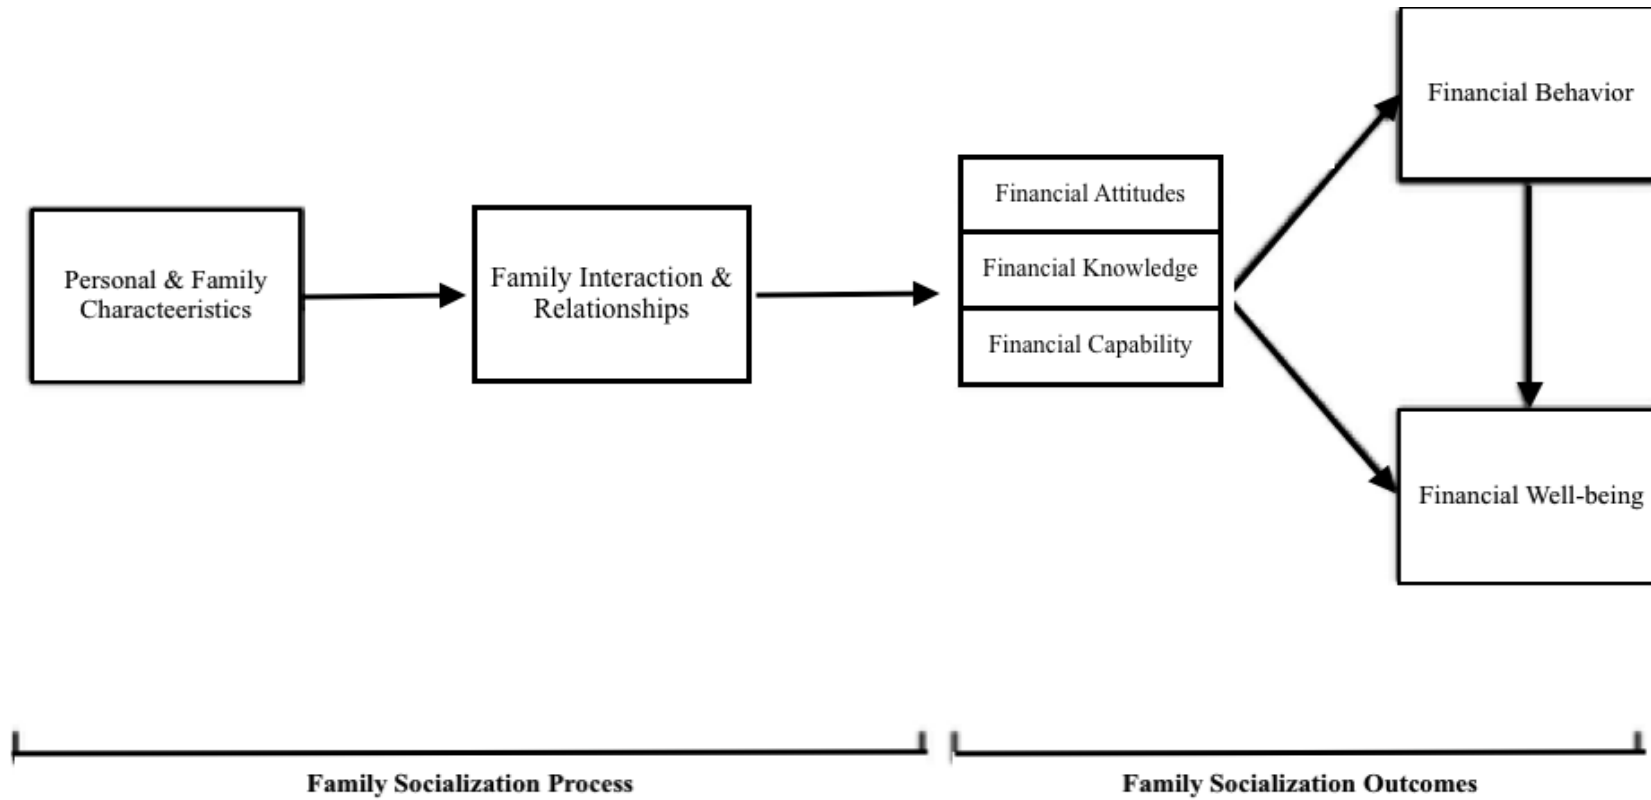 Financial Behavior
Financial Attitudes
Personal & Family
Characteeristics
Family Interaction &
Relationships
Financial Knowledge
Financial Capability
Financial Well-being
Family Socialization Process
Family Socialization Outcomes